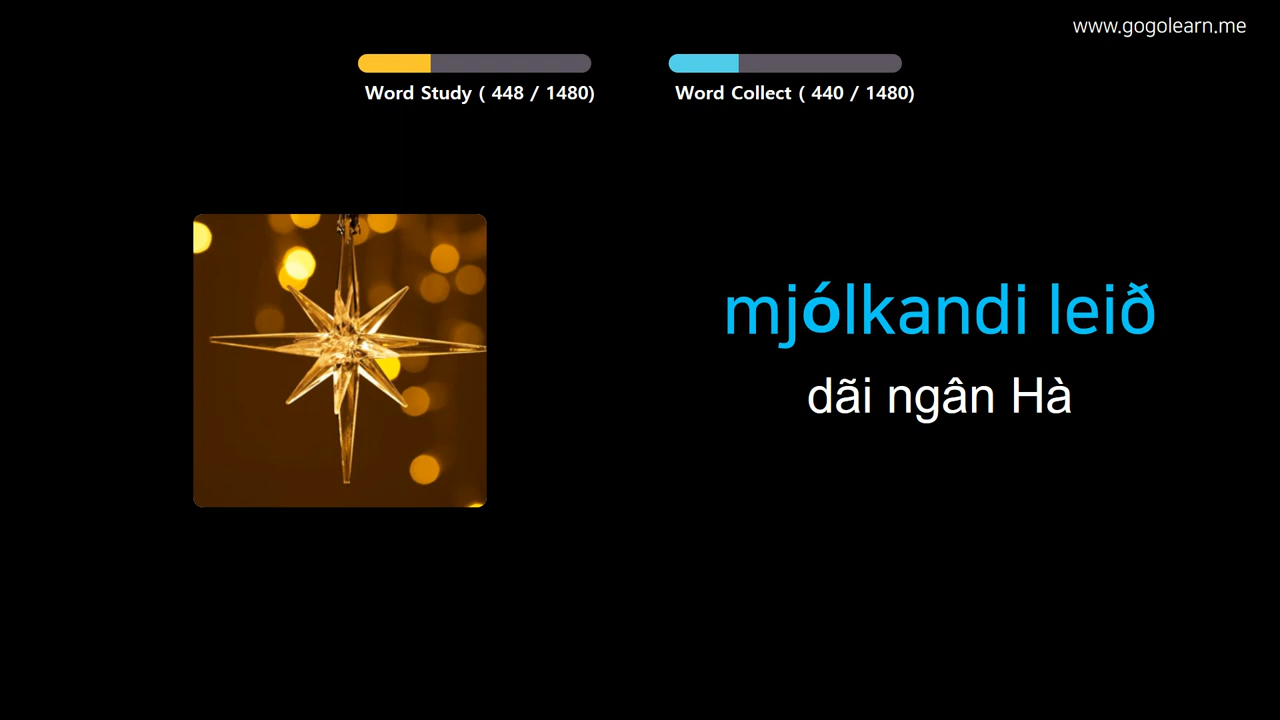 www.gogolearn.me
Word Study ( 448 / 1480)
Word Collect ( 440 / 1480)
mjólkandi leið
dãi ngân Hà